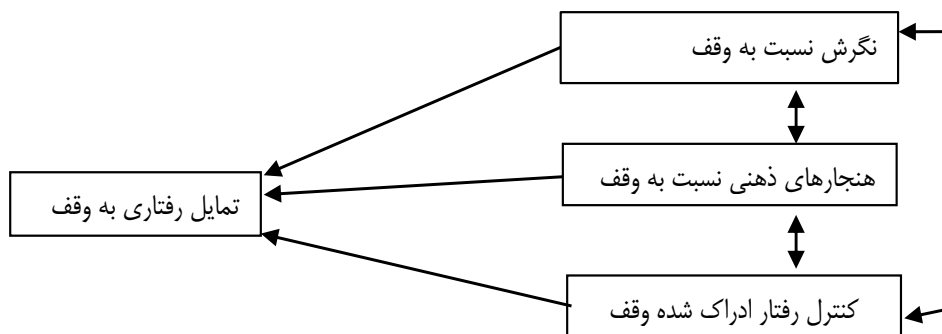 نگرش نسبت به وقف
هنجارهای ذهنی نسبت به وقف
تمایل رفتاری به وقف
کنترل رفتار ادراک شده وقف